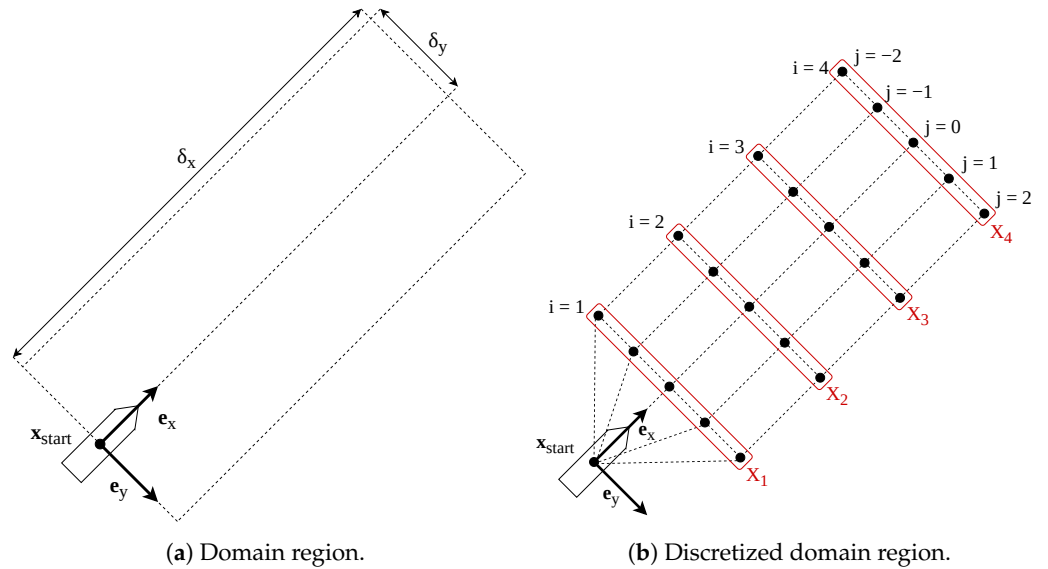 δx
δy
xstart
ex
ey
(a) Domain region.
i = 4
j = −2
j = −1
i = 3
j = 0
j = 1
i = 2
j = 2
X4
i = 1
X3
X2
ex
xstart
X1
ey
(b) Discretized domain region.